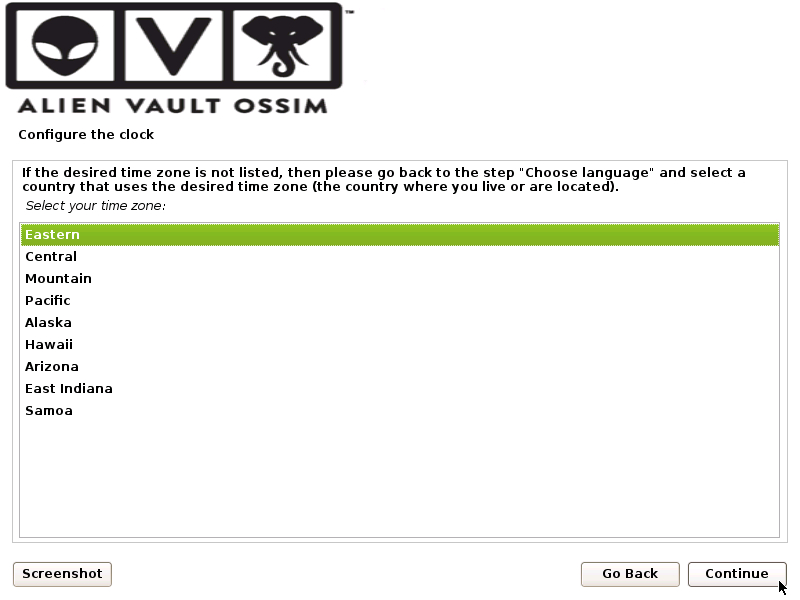 ™
ALIEN VAULT OSSIM
Configure the clock
If the desired time zone is not listed, then please go back to the step "Choose language" and select a
country that uses the desired time zone (the country where you live or are located).
Select your time zone:
Eastern
Central
Mountain
Pacific
Alaska
Hawaii
Arizona
East Indiana
Samoa
Screenshot
Go Back
Continue